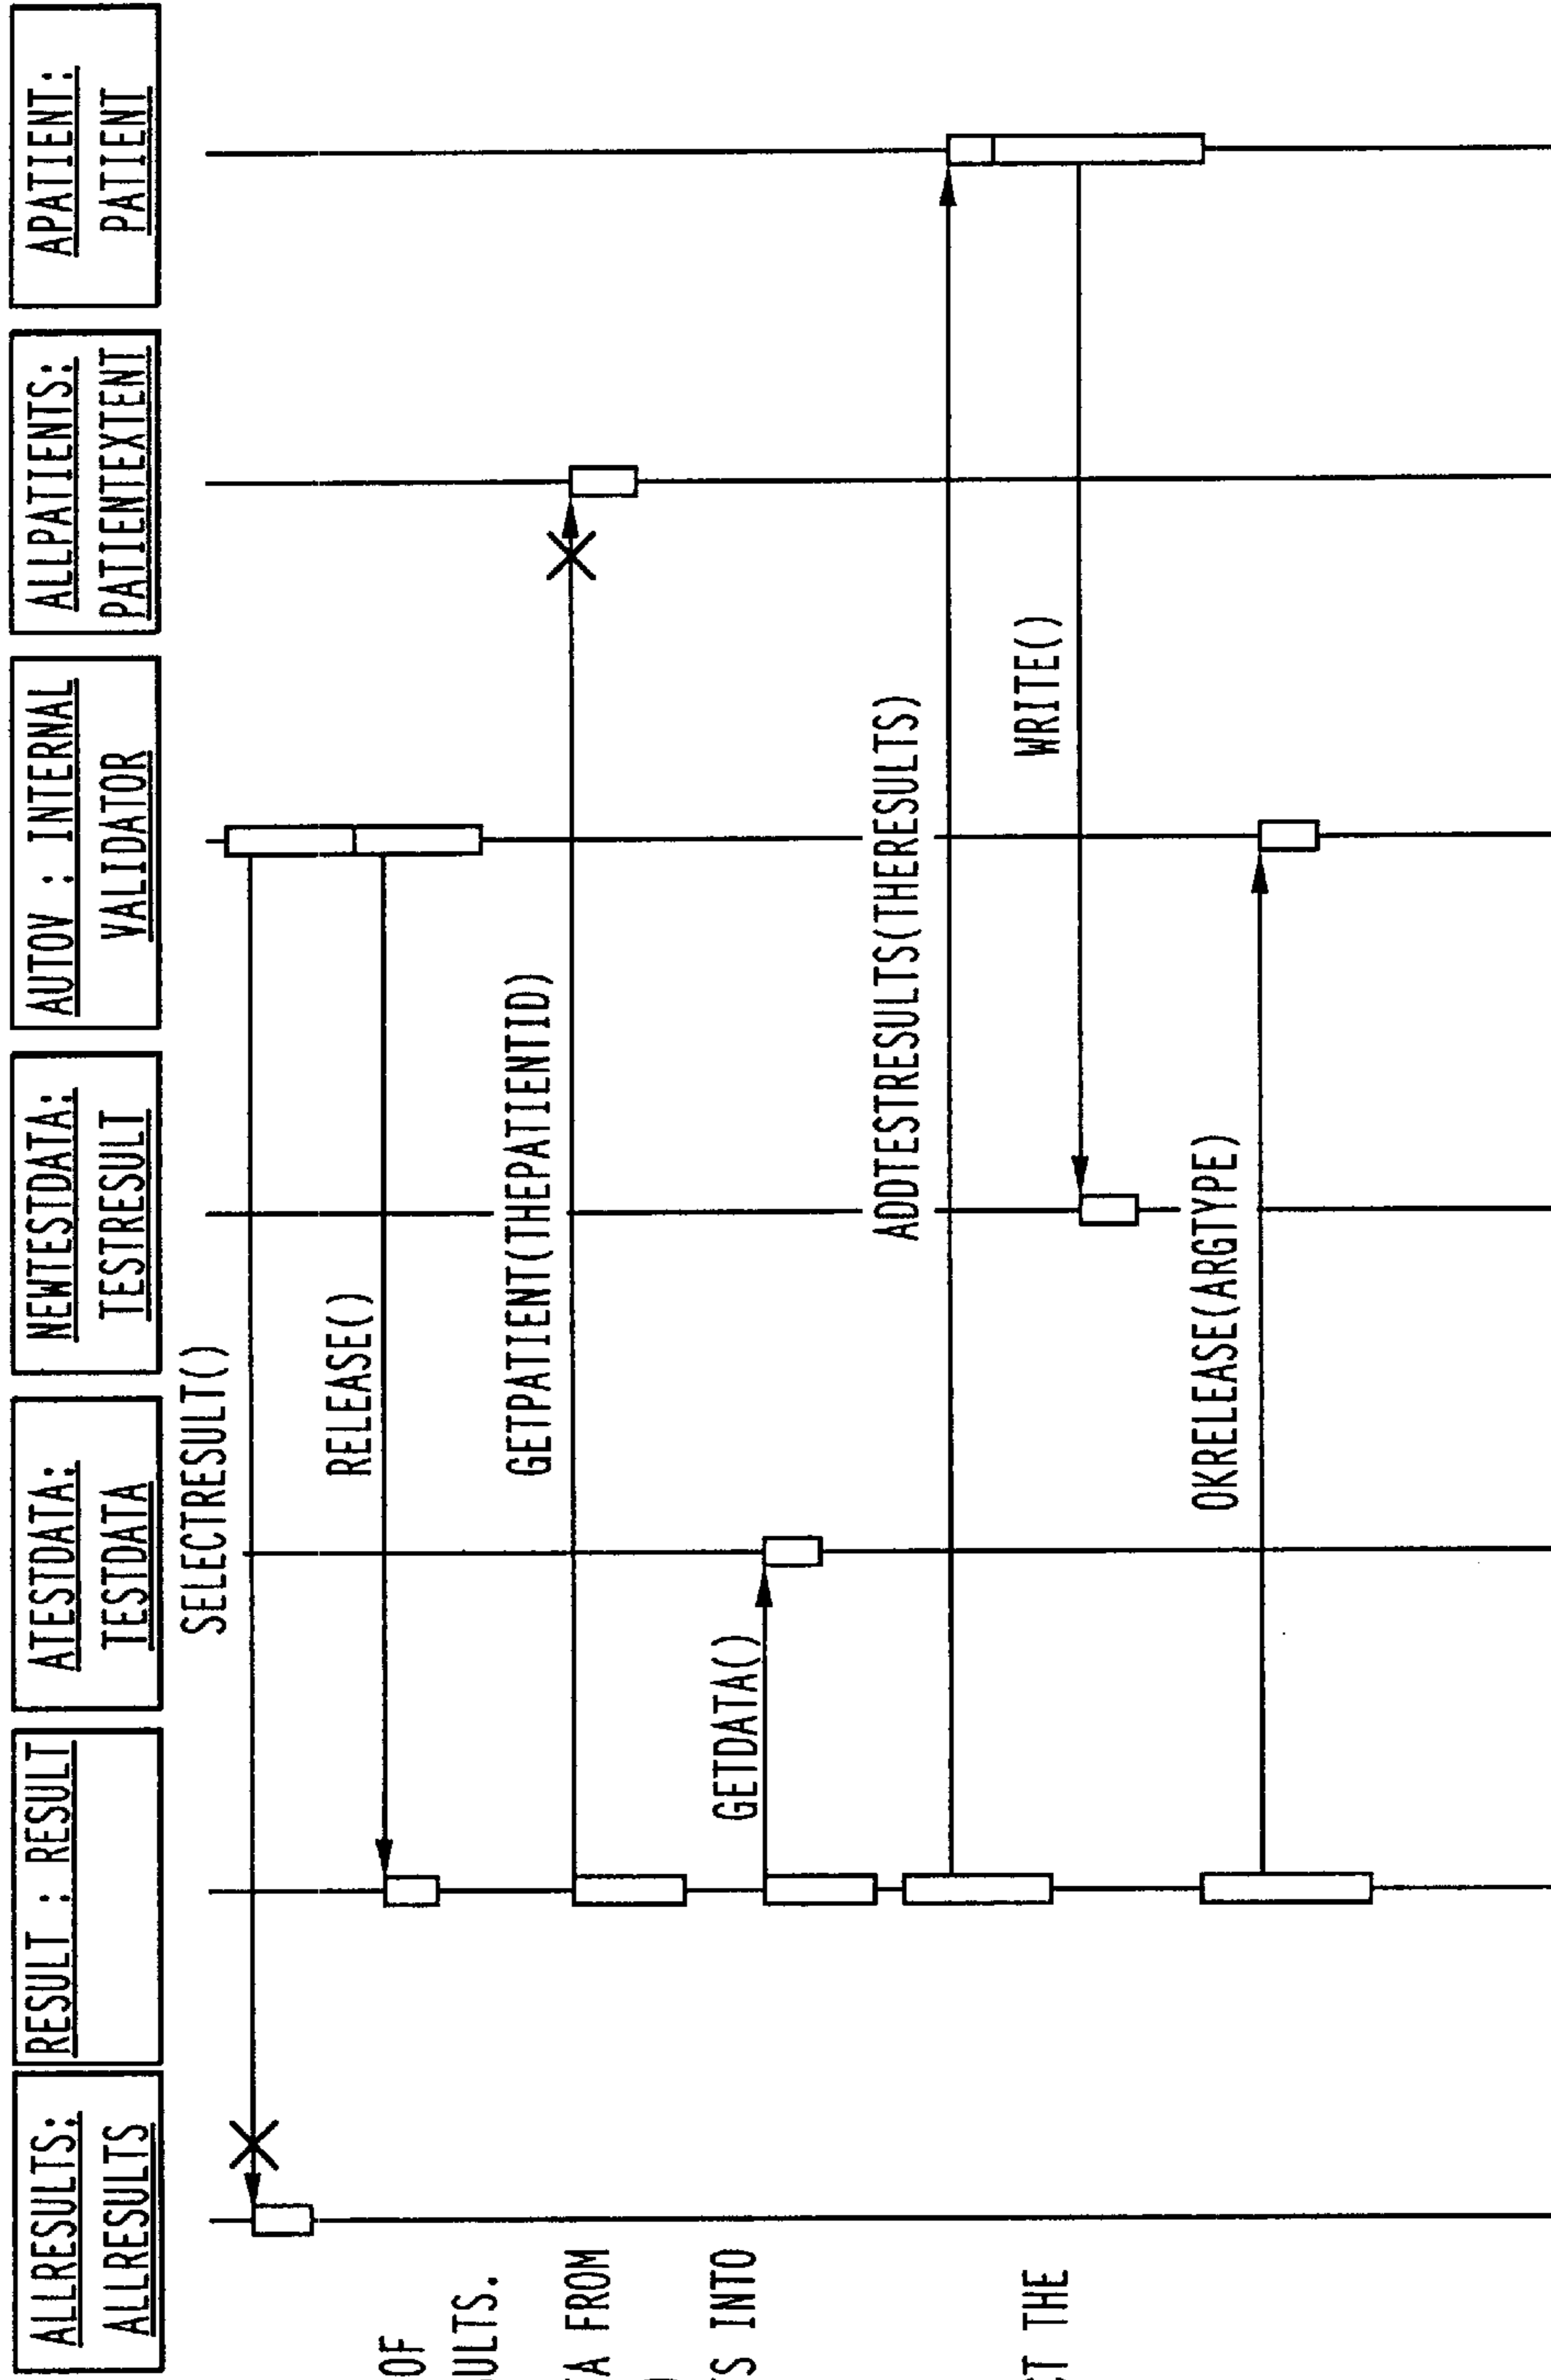 ALLRESULTS:
ALLRESULTS
RESULT : RESULT
ATESTDATA:
TESTDATA
NEWTESTDATA:
TESTRESULT
AUTOV : INTERNAL
VALIDATOR
ALLPATIENTS:
PATIENTEXTENT
APATIENT:
PATIENT
SELECTRESULT()
RELEASE()
OF
ULTS.
GETPATIENT(THEPATIENTID)
A FROM
GETDATA()
S INTO
ADDTESTRESULTS(THERESULTS)
WRITE()
ST THE
OKRELEASE(ARGTYPE)